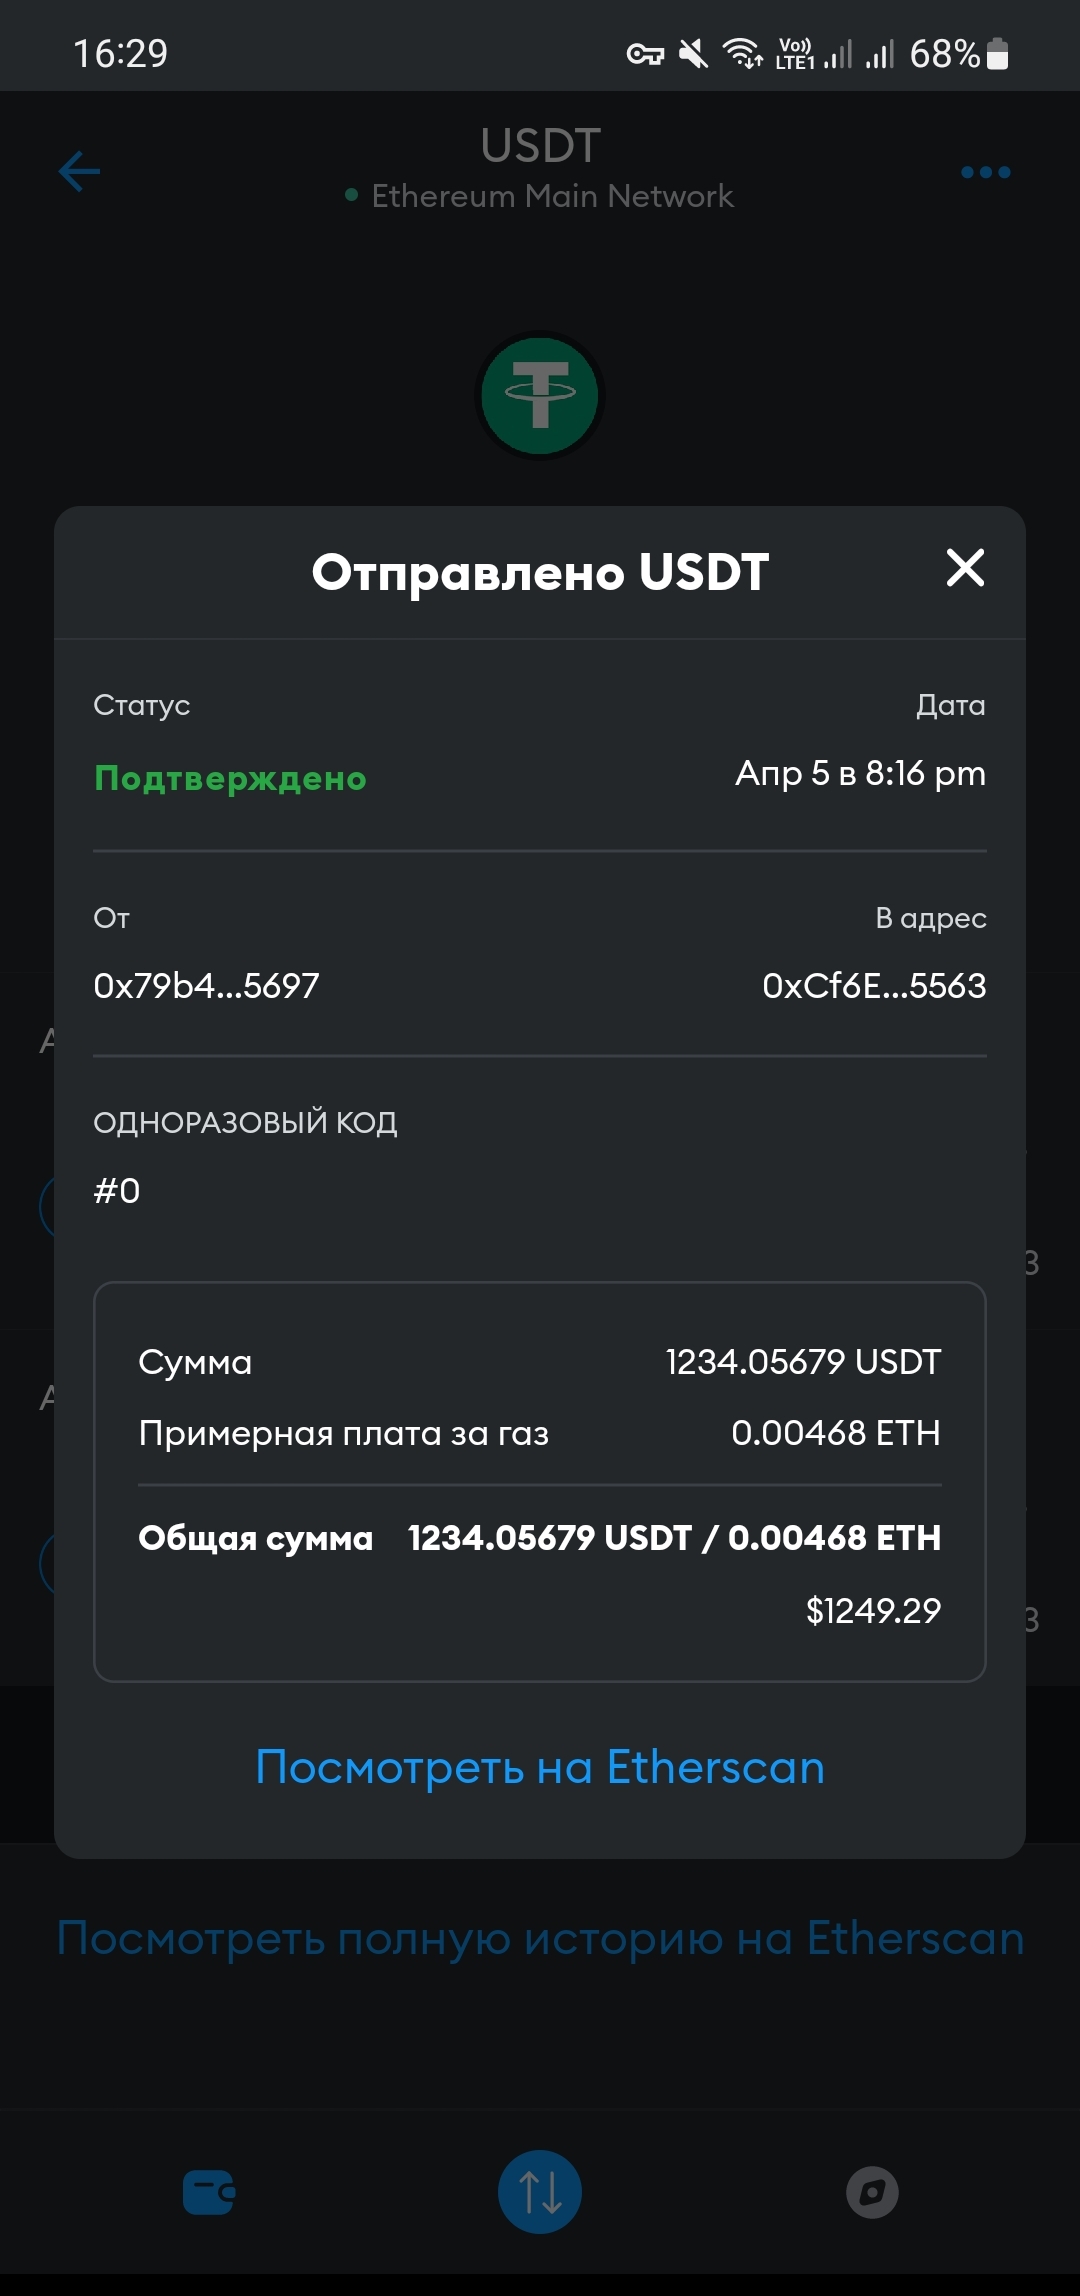 16:29
Vo))
LTE1
68%
USDT
Ethereum Main Network
Отправлено USDT
Статус
Дата
Подтверждено
Апр 5 в 8:16 pm
От
В адрес
0x79b4...5697
0xCf6E...5563
ОДНОРАЗОВЫЙ КОД
#0
Сумма
1234.05679 USDT
Примерная плата за газ
0.00468 ETH
Общая сумма
1234.05679 USDT / 0.00468 ETH
$1249.29
Посмотреть на Etherscan
Посмотреть полную историю на Etherscan